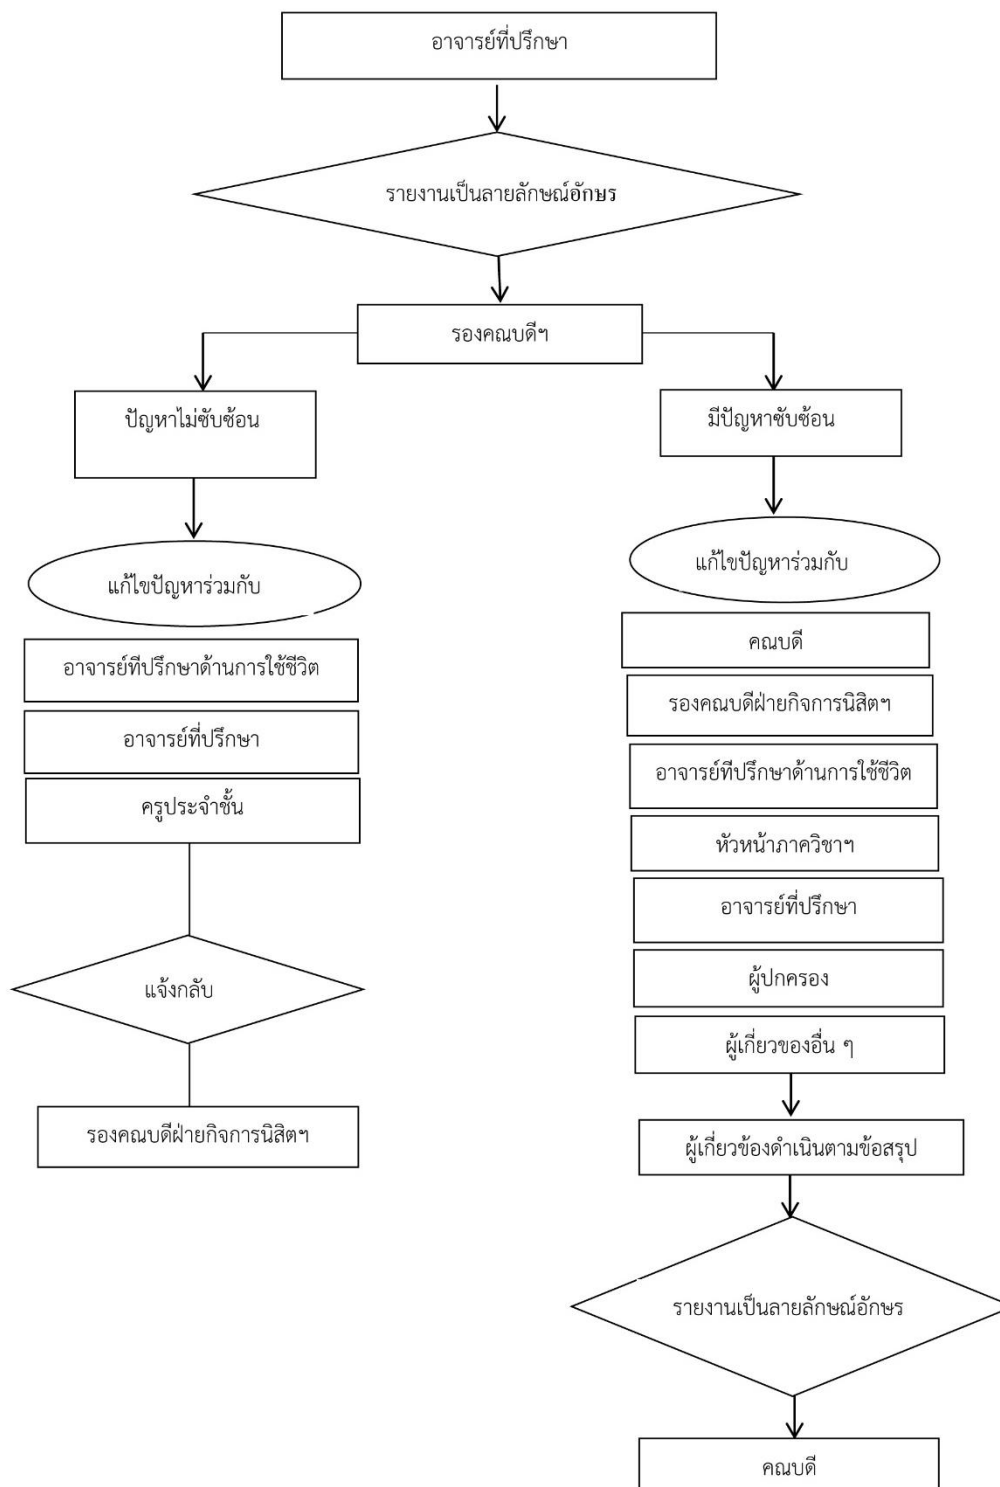 อาจารย์ที่ปรึกษา
รายงานเป็นลายลักษณ์อักษร
รองคณบดีฯ
ปัญหาไม่ซับซ้อน
แก้ไขปัญหาร่วมกับ
อาจารย์ทีปรึกษาด้านการใช้ชีวิต
อาจารย์ที่ปรึกษา
ครูประจำชั้น
แจ้งกลับ
รองคณบดีฝ่ายกิจการนิสิตฯ
มีปัญหาซับซ้อน
แก้ไขปัญหาร่วมกับ
คณบดี
รองคณบดีฝ่ายกิจการนิสิตฯ
อาจารย์ทีปรึกษาด้านการใช้ชีวิต
หัวหน้าภาควิชาฯ
อาจารย์ที่ปรึกษา
ผู้ปกครอง
ผู้เกี่ยวของอื่น ๆ
ผู้เกี่ยวข้องดำเนินตามข้อสรุป
รายงานเป็นลายลักษณ์อักษร
คณบดี